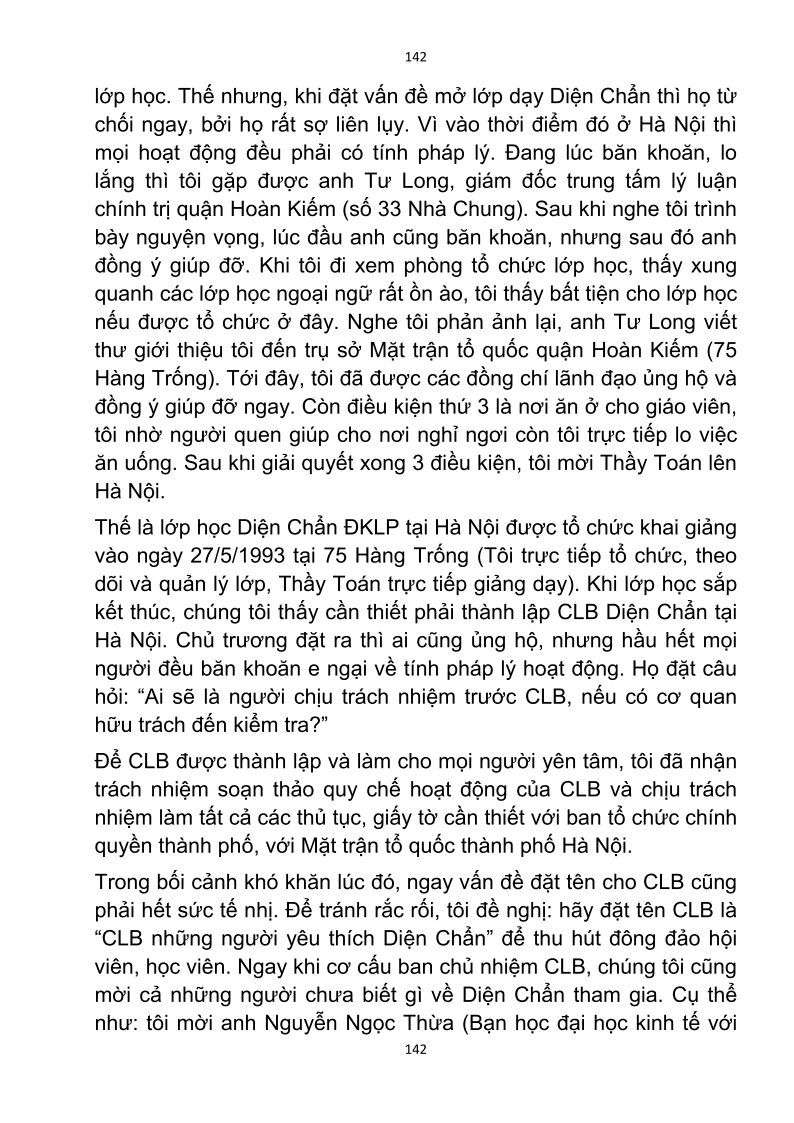 142
lớp học. Thế nhưng, khi đặt vấn đề mở lớp dạy Diện Chẩn thì họ từ
chối ngay, bởi họ rất sợ liên lụy. Vì vào thời điểm đó ở Hà Nội thì
mọi hoạt động đều phải có tính pháp lý. Đang lúc băn khoăn, lo
lắng thì tôi gặp được anh Tư Long, giám đốc trung tấm lý luận
chính trị quận Hoàn Kiếm (số 33 Nhà Chung). Sau khi nghe tôi trình
bày nguyện vọng, lúc đầu anh cũng băn khoăn, nhưng sau đó anh
đồng ý giúp đỡ. Khi tôi đi xem phòng tổ chức lớp học, thấy xung
quanh các lớp học ngoại ngữ rất ồn ào, tôi thấy bất tiện cho lớp học
nếu được tổ chức ở đây. Nghe tôi phản ảnh lại, anh Tư Long viết
thư giới thiệu tôi đến trụ sở Mặt trận tổ quốc quận Hoàn Kiếm (75
Hàng Trống). Tới đây, tôi đã được các đồng chí lãnh đạo ủng hộ và
đồng ý giúp đỡ ngay. Còn điều kiện thứ 3 là nơi ăn ở cho giáo viên,
tôi nhờ người quen giúp cho nơi nghỉ ngơi còn tôi trực tiếp lo việc
ăn uống. Sau khi giải quyết xong 3 điều kiện, tôi mời Thầy Toán lên
Hà Nội.
Thế là lớp học Diện Chẩn ĐKLP tại Hà Nội được tổ chức khai giảng
vào ngày 27/5/1993 tại 75 Hàng Trống (Tôi trực tiếp tổ chức, theo
dõi và quản lý lớp, Thầy Toán trực tiếp giảng dạy). Khi lớp học sắp
kết thúc, chúng tôi thấy cần thiết phải thành lập CLB Diện Chẩn tại
Hà Nội. Chủ trương đặt ra thì ai cũng ủng hộ, nhưng hầu hết mọi
người đều băn khoăn e ngại về tính pháp lý hoạt động. Họ đặt câu
hỏi: “Ai sẽ là người chịu trách nhiệm trước CLB, nếu có cơ quan
hữu trách đến kiểm tra?”
Để CLB được thành lập và làm cho mọi người yên tâm, tôi đã nhận
trách nhiệm soạn thảo quy chế hoạt động của CLB và chịu trách
nhiệm làm tất cả các thủ tục, giấy tờ cần thiết với ban tổ chức chính
quyền thành phố, với Mặt trận tổ quốc thành phố Hà Nội.
Trong bối cảnh khó khăn lúc đó, ngay vấn đề đặt tên cho CLB cũng
phải hết sức tế nhị. Để tránh rắc rối, tôi đề nghị: hãy đặt tên CLB là
“CLB những người yêu thích Diện Chẩn” để thu hút đông đảo hội
viên, học viên. Ngay khi cơ cấu ban chủ nhiệm CLB, chúng tôi cũng
mời cả những người chưa biết gì về Diện Chẩn tham gia. Cụ thể
như: tôi mời anh Nguyễn Ngọc Thừa (Bạn học đại học kinh tế với
142